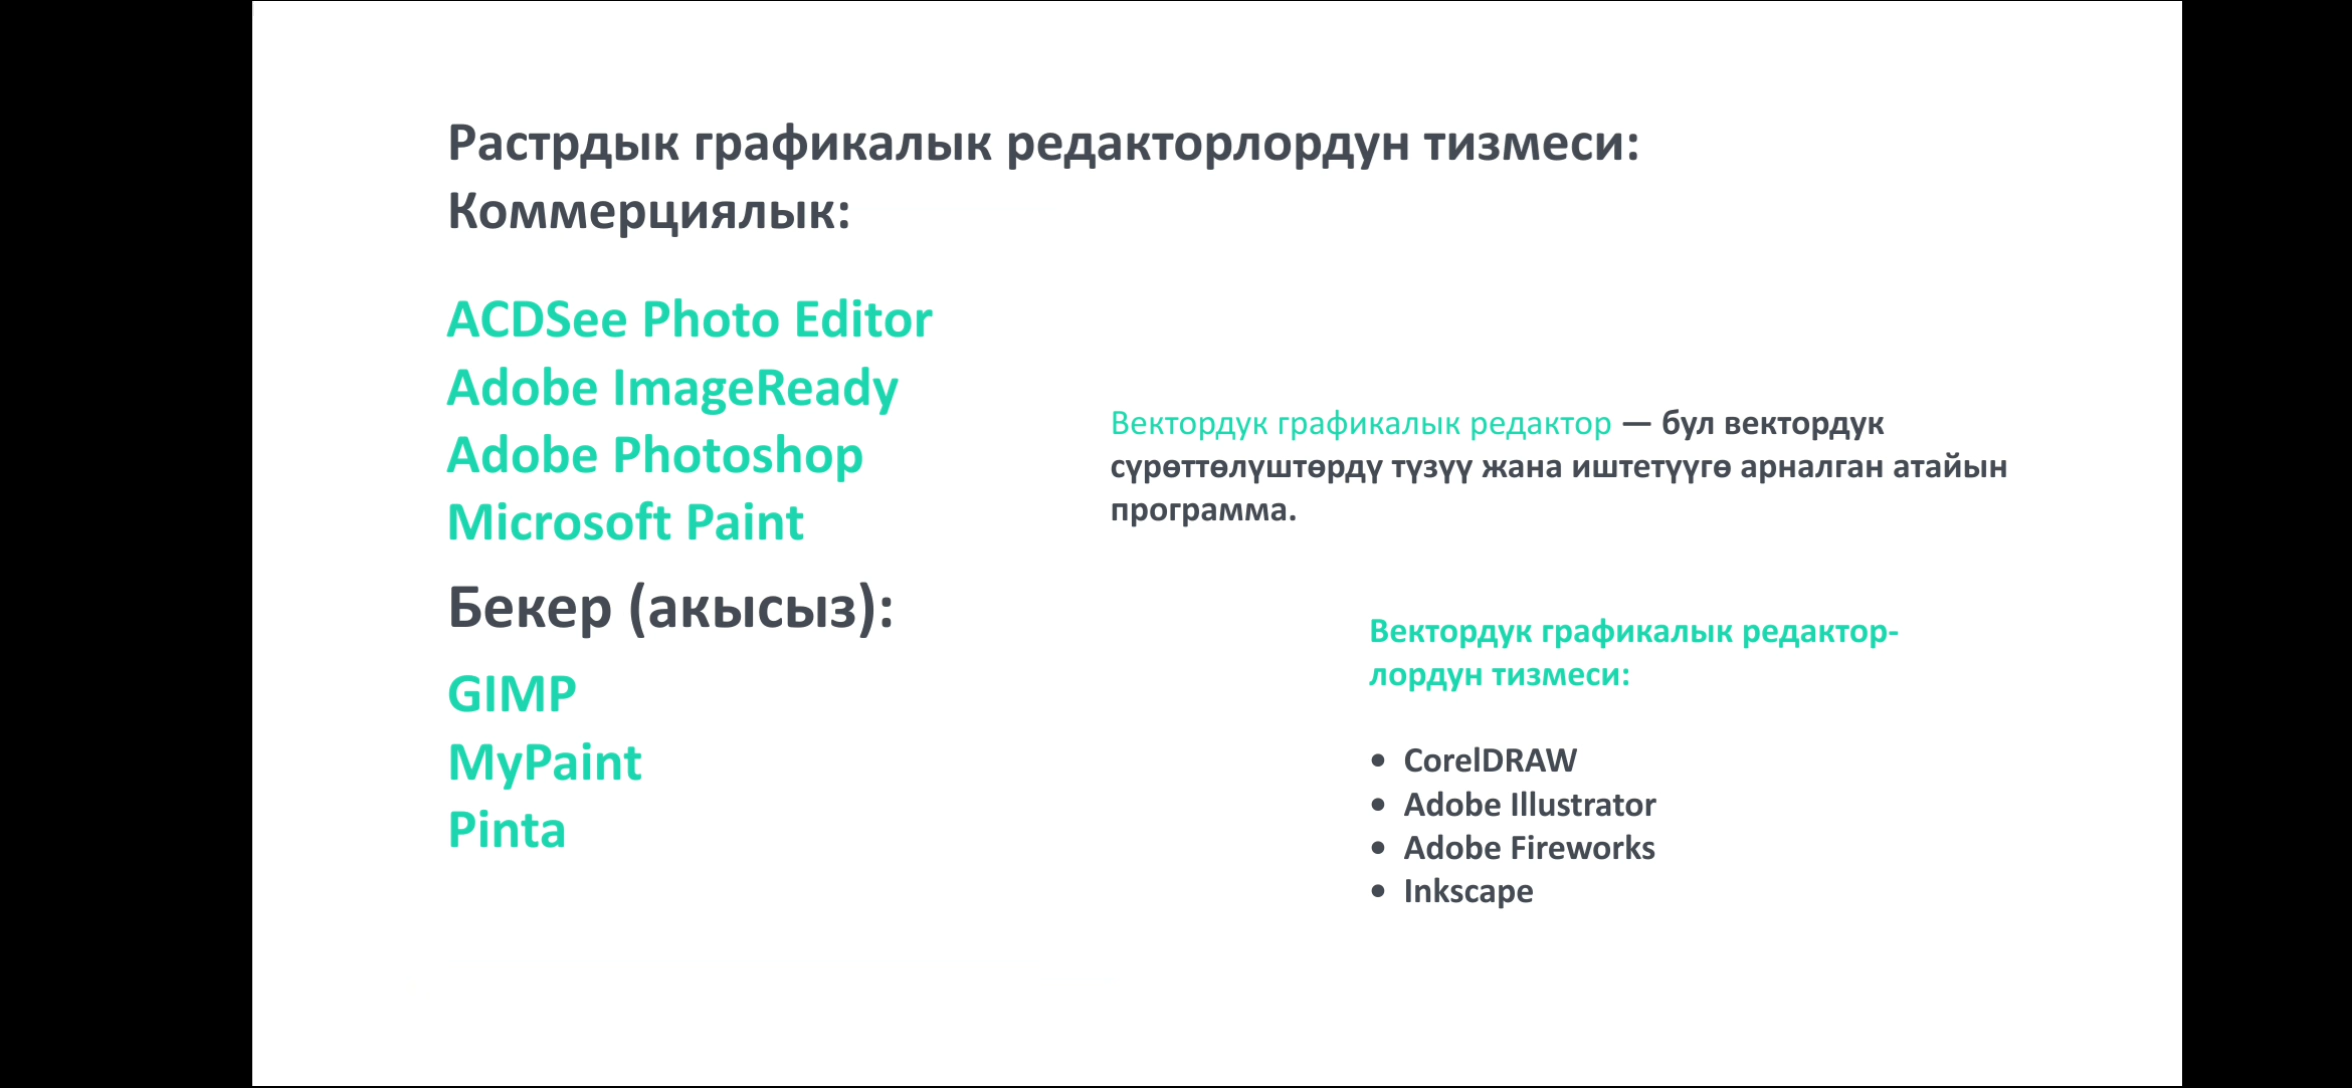 Растрдык графикалык редакторлордун тизмеси:
Коммерциялык:
ACDSee Photo Editor
Adobe ImageReady
Adobe Photoshop
Microsoft Paint
Бекер (акысыз):
GIMP
MyPaint
Pinta
Вектордук графикалык редактор — бул вектордук
сүрөттөлүштөрдү түзүү жана иштетүүгө арналган атайын
программа.
Вектордук графикалык редактор-
лордун тизмеси:
• CorelDRAW
• Adobe Illustrator
• Adobe Fireworks
• Inkscape